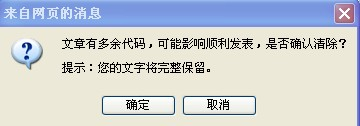 来自网页的消息
文章有多余代码，可能影响顺利发表，是否确认清除？
提示：您的文字将完整保留。
确定
取消